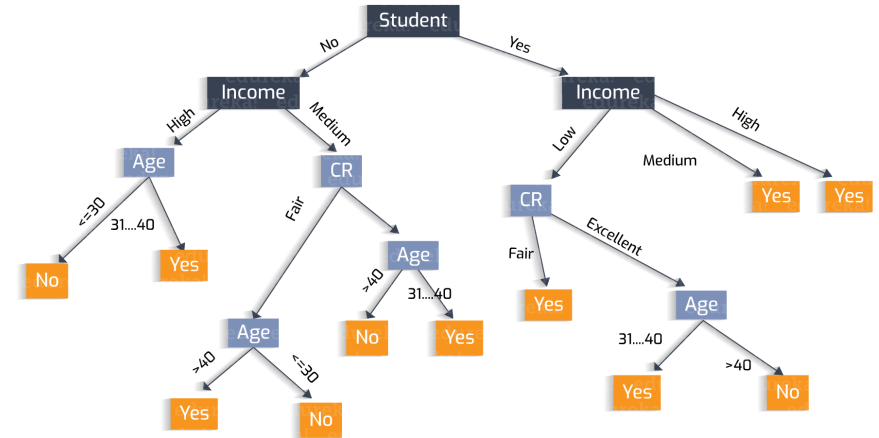 Student
No
Yes
Income
Income
High
Medium
Low
Medium
High
Age
CR
CR
Yes
Yes
<=30
31....40
Fair
Fair
Excellent
No
Yes
Age
Yes
Age
>40
31....40
31....40
>40
Age
No
Yes
Yes
No
>40
<=30
Yes
No